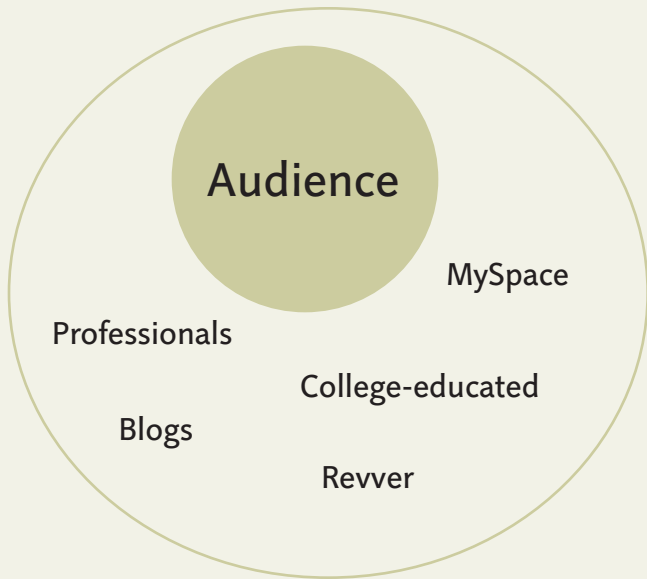 Audience
MySpace
Professionals
College-educated
Blogs
Revver